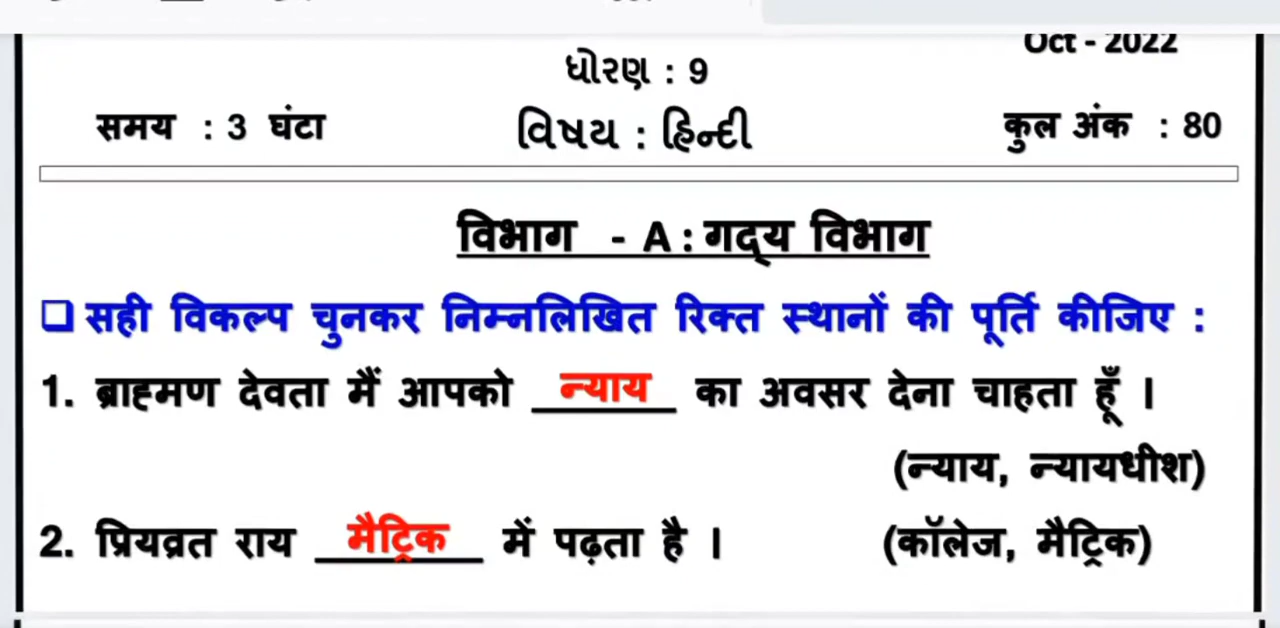 Oct - 2022
ધોરણ : 9
समय : 3 घंटा વિષય : હિન્દી कुल अंक : 80
विभाग - A : गद्य विभाग
❑ सही विकल्प चुनकर निम्नलिखित रिक्त स्थानों की पूर्ति कीजिए :
1. ब्राह्मण देवता मैं आपको न्याय का अवसर देना चाहता हूँ ।
(न्याय, न्यायधीश)
2. प्रियव्रत राय मैट्रिक में पढ़ता है । (कॉलेज, मैट्रिक)